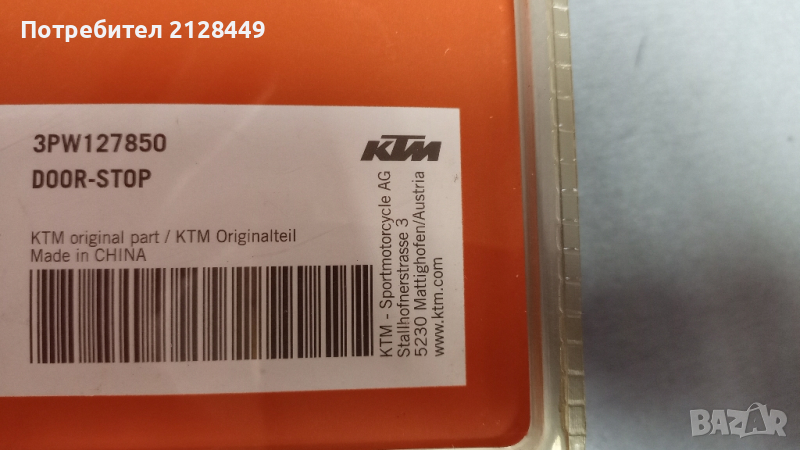 Потребител 2128449
3PW127850
DOOR-STOP
KTM
KTM original part / KTM Originalteil
Made in CHINA
KTM - Sportmotorcycle AG
Stallhofnerstrasse 3
5230 Mattighofen/Austria
www.ktm.com
BAZAR